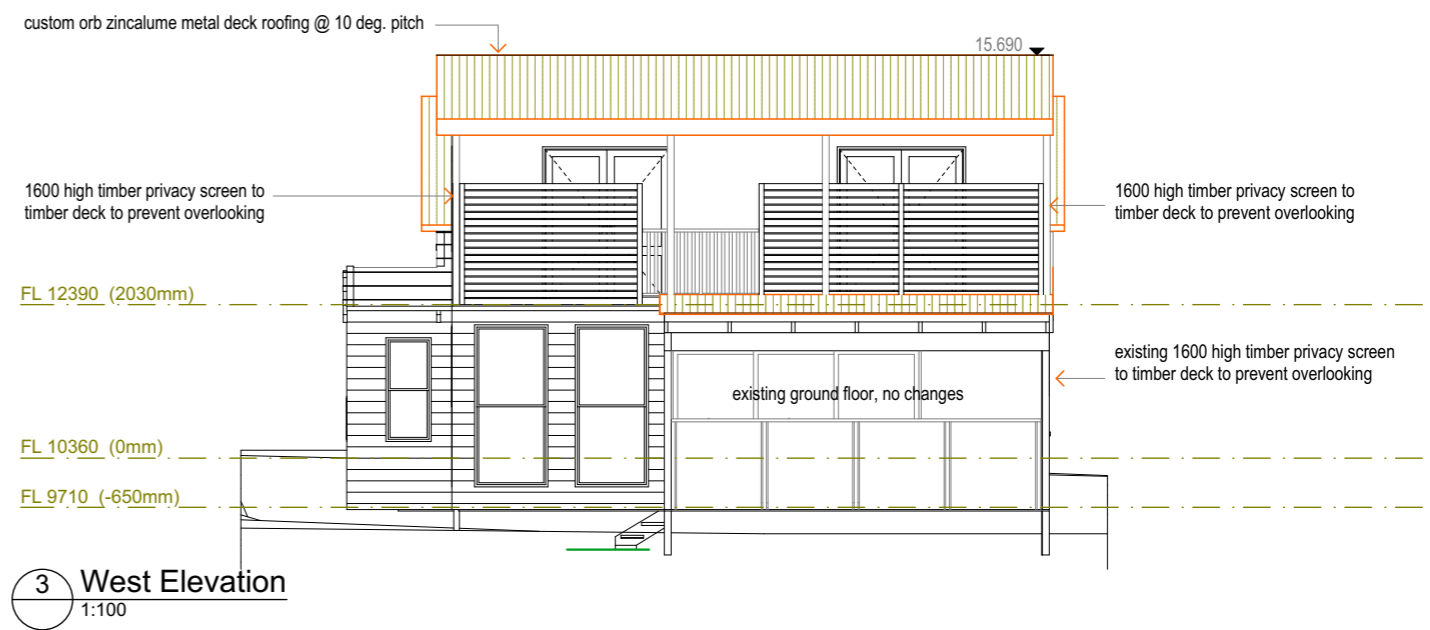 custom orb zincalume metal deck roofing @ 10 deg. pitch
15.690
1600 high timber privacy screen to
timber deck to prevent overlooking
1600 high timber privacy screen to
timber deck to prevent overlooking
FL 12390 (2030mm)
existing 1600 high timber privacy screen
to timber deck to prevent overlooking
existing ground floor, no changes
FL 10360 (0mm)
FL 9710 (-650mm)
3 West Elevation
1:100